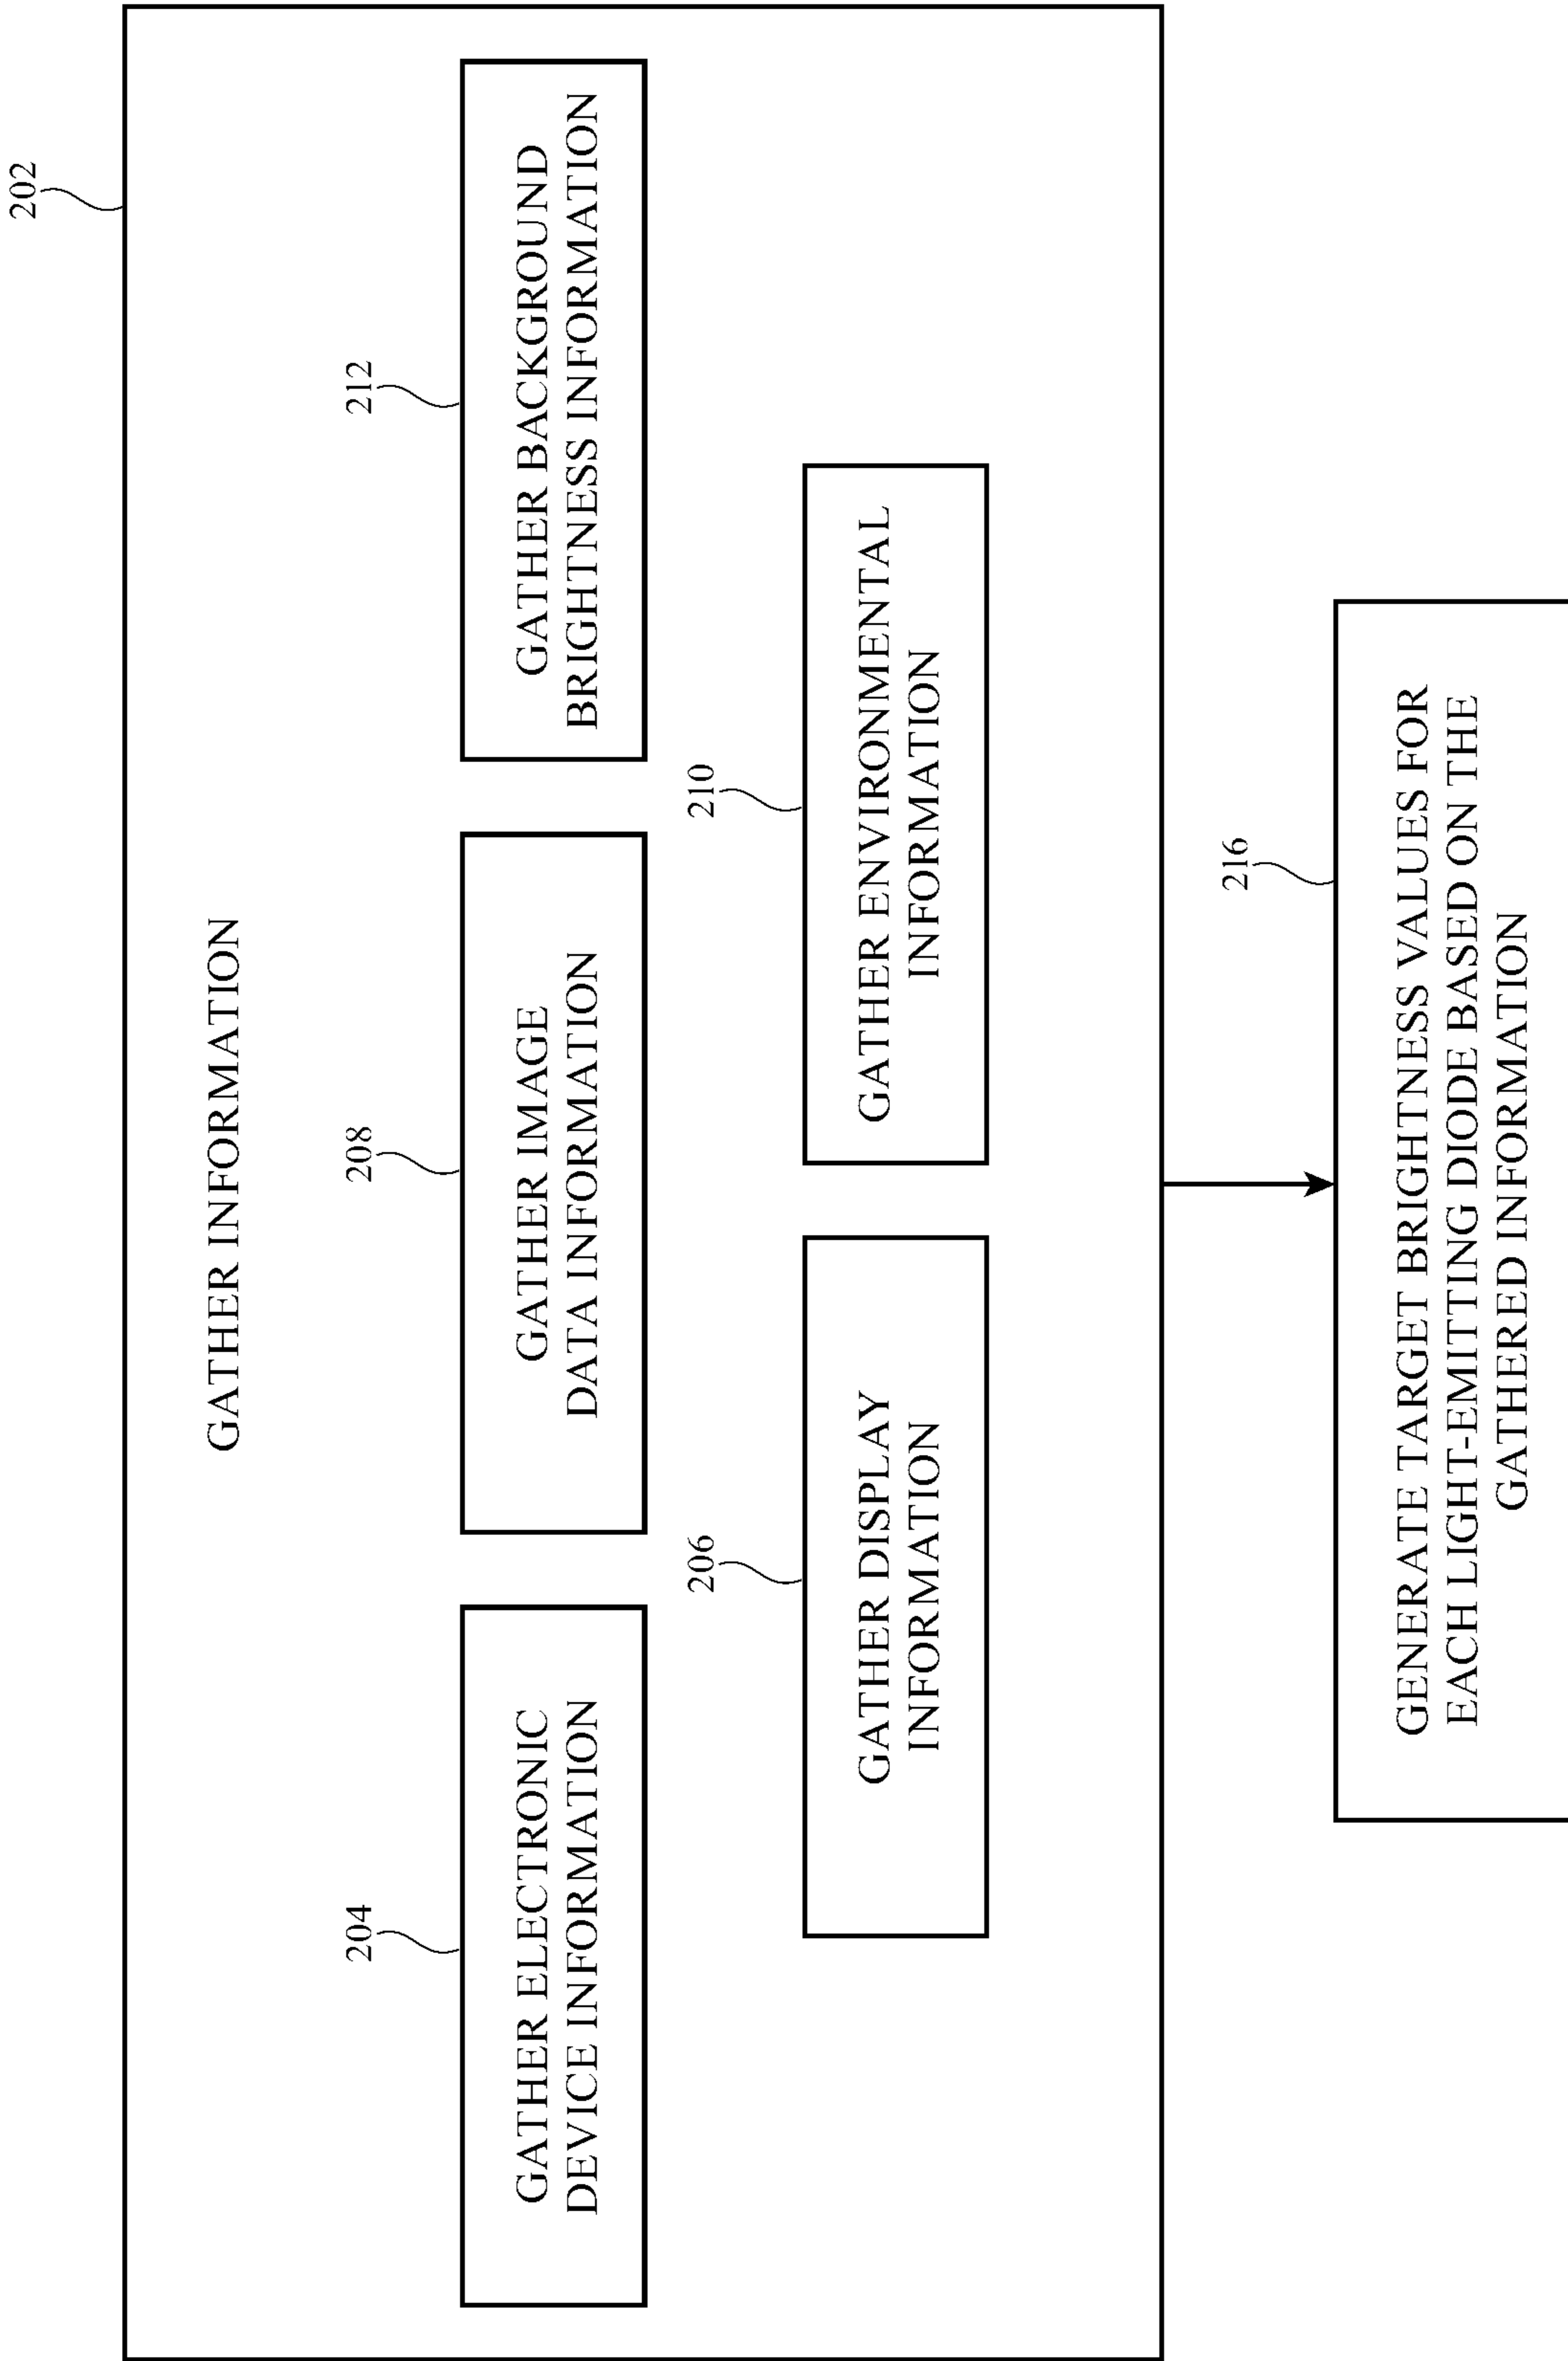 202
GATHER INFORMATION
204
GATHER ELECTRONIC
DEVICE INFORMATION
208
GATHER IMAGE
DATA INFORMATION
212
GATHER BACKGROUND
BRIGHTNESS INFORMATION
206
GATHER DISPLAY
INFORMATION
210
GATHER ENVIRONMENTAL
INFORMATION
216
GENERATE TARGET BRIGHTNESS VALUES FOR
EACH LIGHT-EMITTING DIODE BASED ON THE
GATHERED INFORMATION